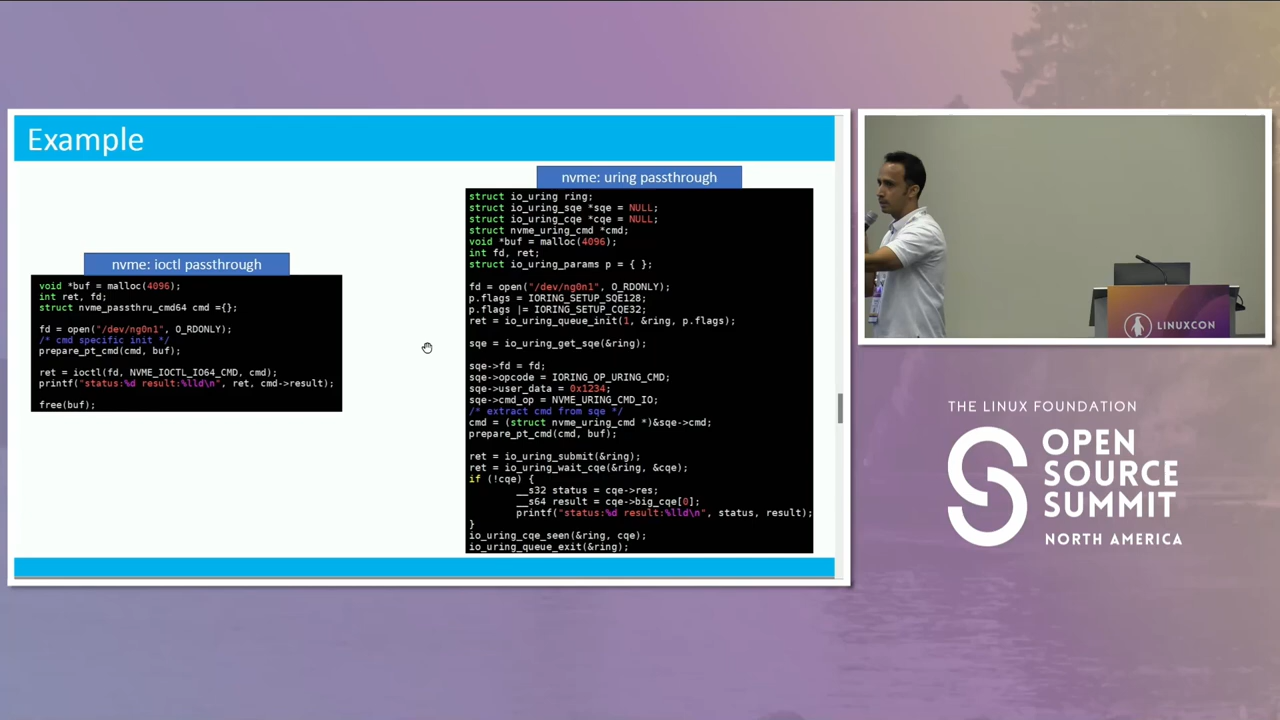 Example
nvme: ioctl passthrough
void *buf = malloc(4096);
int ret, fd;
struct nvme_passthru_cmd64 cmd ={};
fd = open("/dev/ng0n1", O_RDONLY);
/* cmd specific init */
prepare_pt_cmd(cmd, buf);
ret = ioctl(fd, NVME_IOCTL_IO64_CMD, cmd);
printf("status:%d result:%lld\n", ret, cmd->result);
free(buf);
nvme: uring passthrough
struct io_uring ring;
struct io_uring_sqe *sqe = NULL;
struct io_uring_cqe *cqe = NULL;
struct nvme_uring_cmd *cmd;
void *buf = malloc(4096);
int fd, ret;
struct io_uring_params p = { };
fd = open("/dev/ng0n1", O_RDONLY);
p.flags = IORING_SETUP_SQE128;
p.flags |= IORING_SETUP_CQE32;
ret = io_uring_queue_init(1, &ring, p.flags);
sqe = io_uring_get_sqe(&ring);
sqe->fd = fd;
sqe->opcode = IORING_OP_URING_CMD;
sqe->user_data = 0x1234;
sqe->cmd_op = NVME_URING_CMD_IO;
/* extract cmd from sqe */
cmd = (struct nvme_uring_cmd *)&sqe->cmd;
prepare_pt_cmd(cmd, buf);
ret = io_uring_submit(&ring);
ret = io_uring_wait_cqe(&ring, &cqe);
if (!cqe) {
__s32 status = cqe->res;
__s64 result = cqe->big_cqe[0];
printf("status:%d result:%lld\n", status, result);
}
io_uring_cqe_seen(&ring, cqe);
io_uring_queue_exit(&ring);
LINUXCON
THE LINUX FOUNDATION
OPEN
SOURCE
SUMMIT
NORTH AMERICA